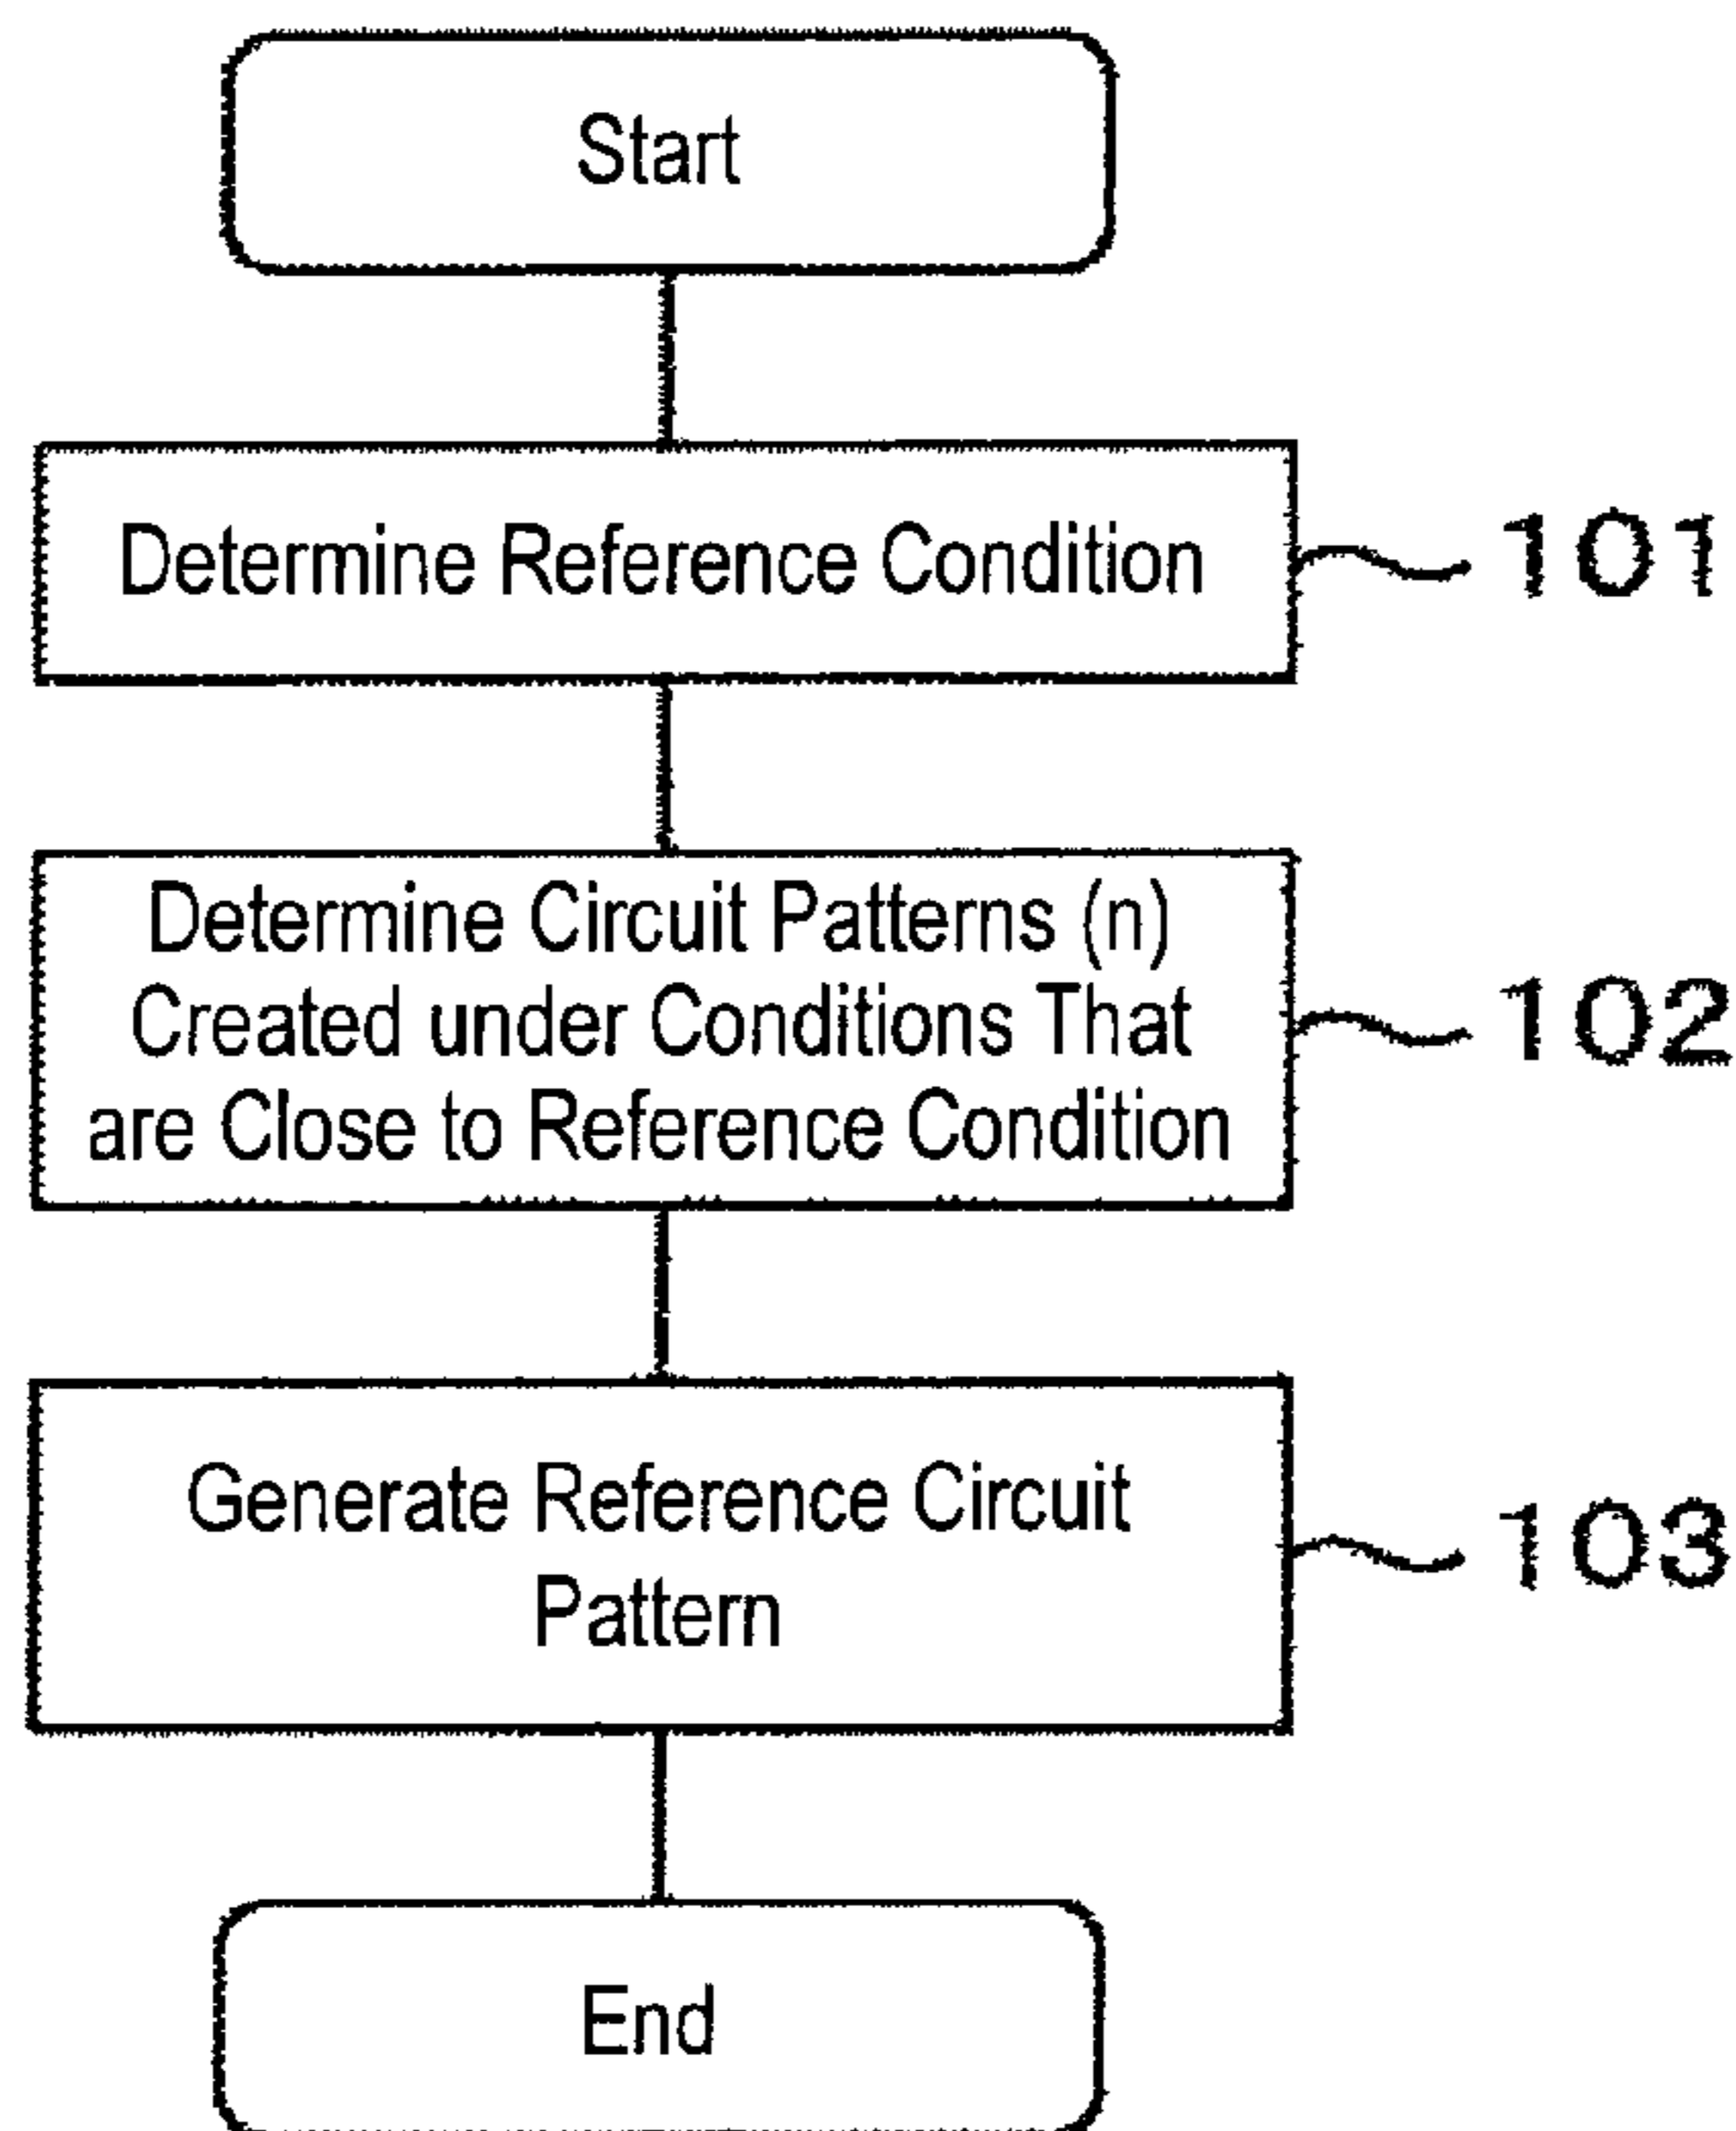 Start
Determine Reference Condition
101
Determine Circuit Patterns (n)
Created under Conditions That
are Close to Reference Condition
102
Generate Reference Circuit
Pattern
103
End